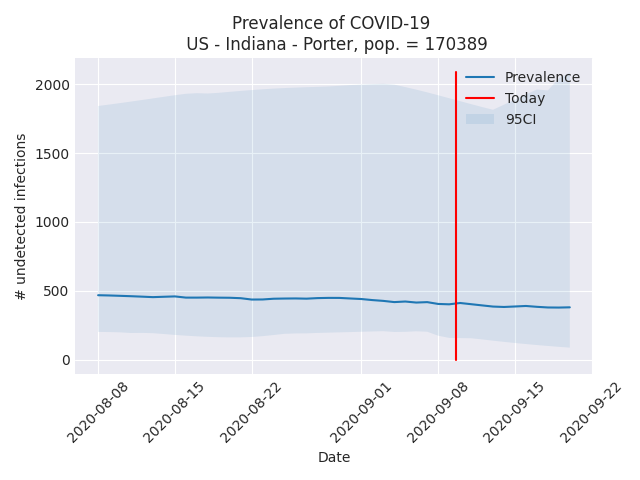 Prevalence of COVID-19
US - Indiana - Porter, pop. = 170389
Prevalence
Today
95CI
2000
1500
1000
500
0
# undetected infections
2020-08-08
2020-08-15
2020-08-22
2020-09-01
2020-09-08
2020-09-15
2020-09-22
Date